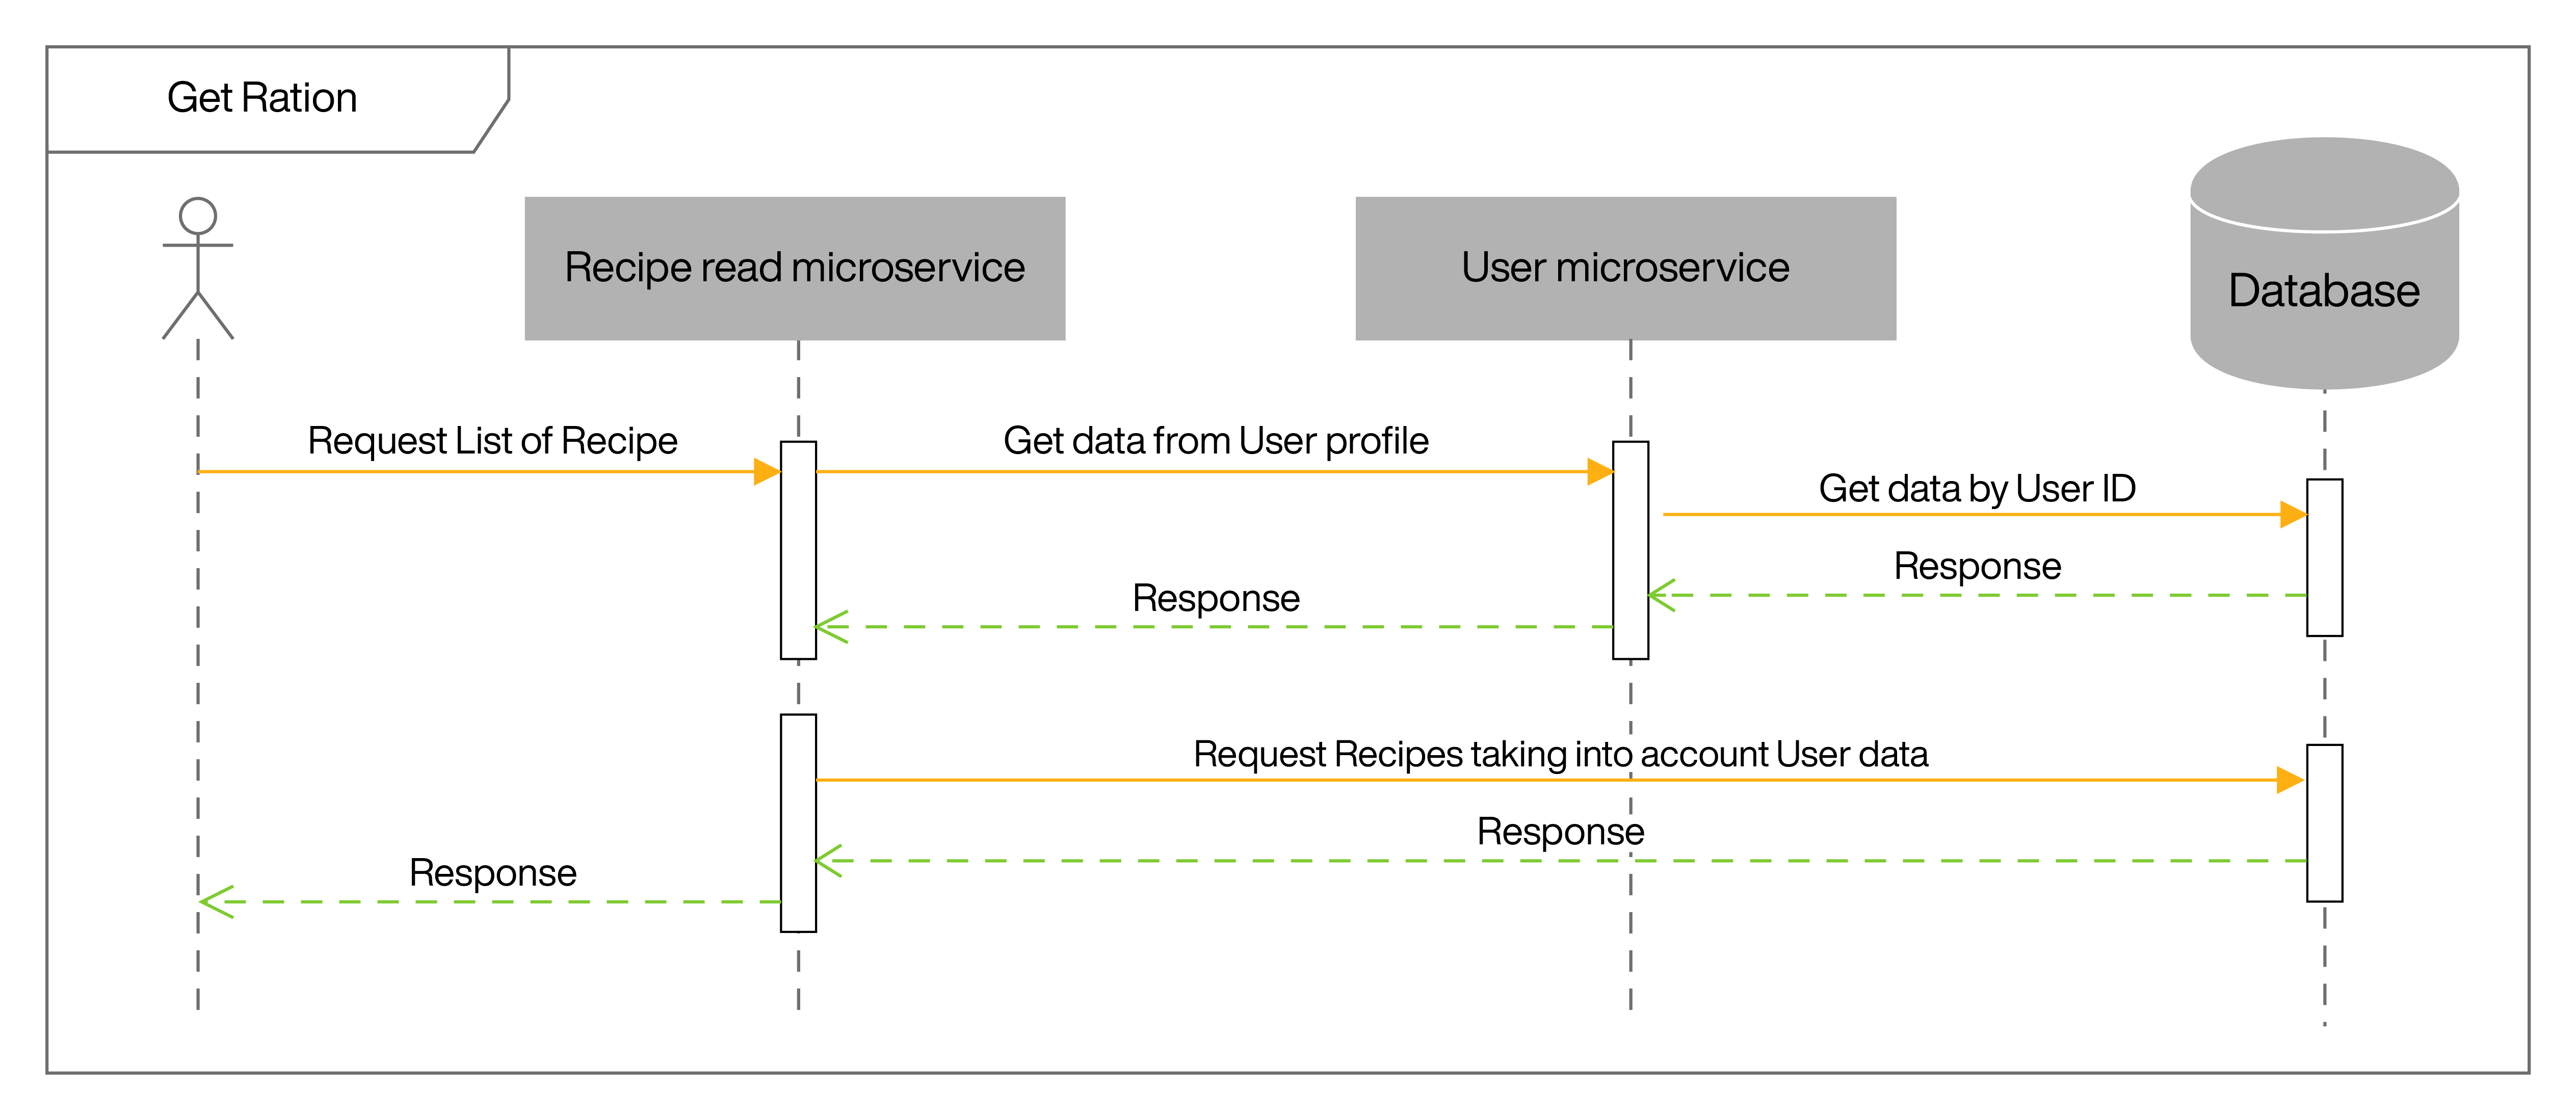 Get Ration
Recipe read microservice
User microservice
Database
Request List of Recipe
Get data from User profile
Get data by User ID
Response
Response
Request Recipes taking into account User data
Response
Response